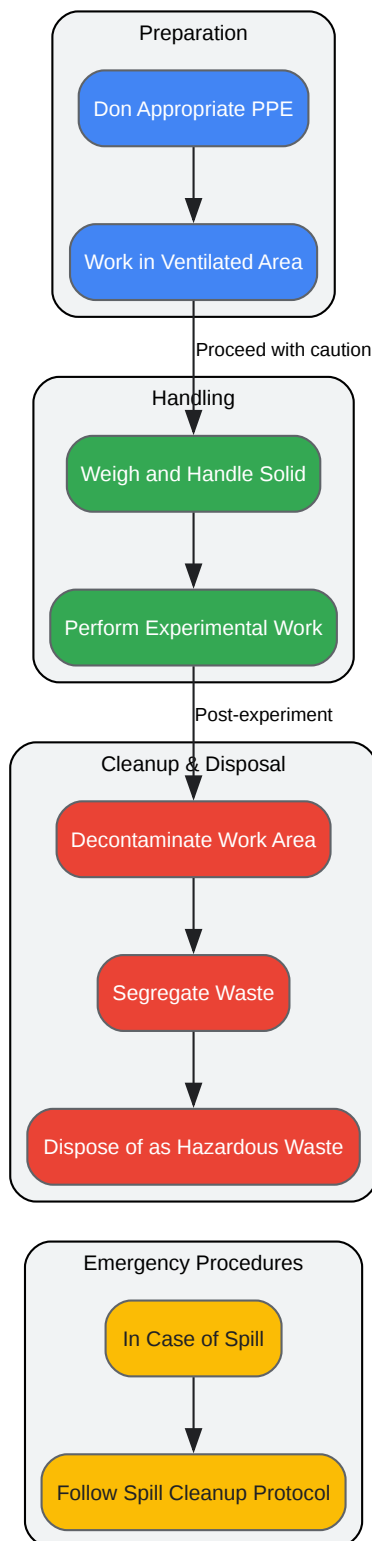 Preparation
Don Appropriate PPE
Work in Ventilated Area
Proceed with caution
Handling
Weigh and Handle Solid
Perform Experimental Work
Post-experiment
Cleanup & Disposal
Decontaminate Work Area
Segregate Waste
Dispose of as Hazardous Waste
Emergency Procedures
In Case of Spill
Follow Spill Cleanup Protocol